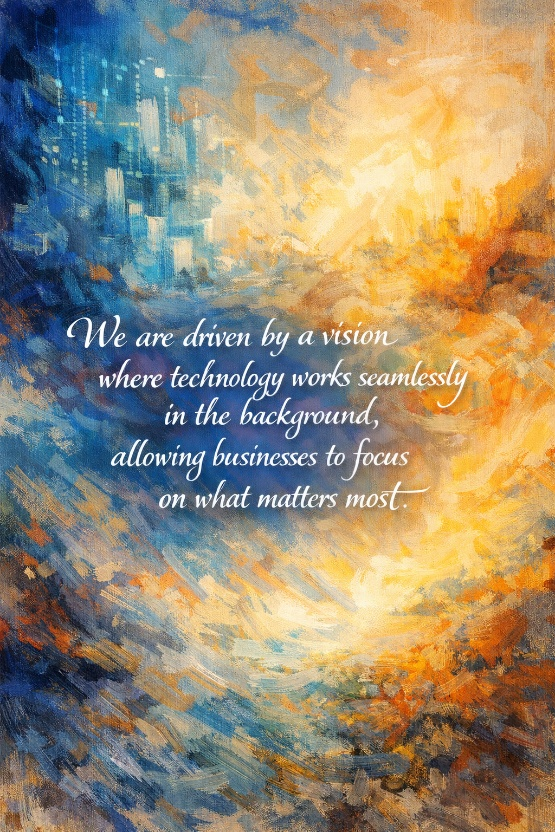 We are driven by a vision
where technology works seamlessly
in the background,
allowing businesses to focus
on what matters most.